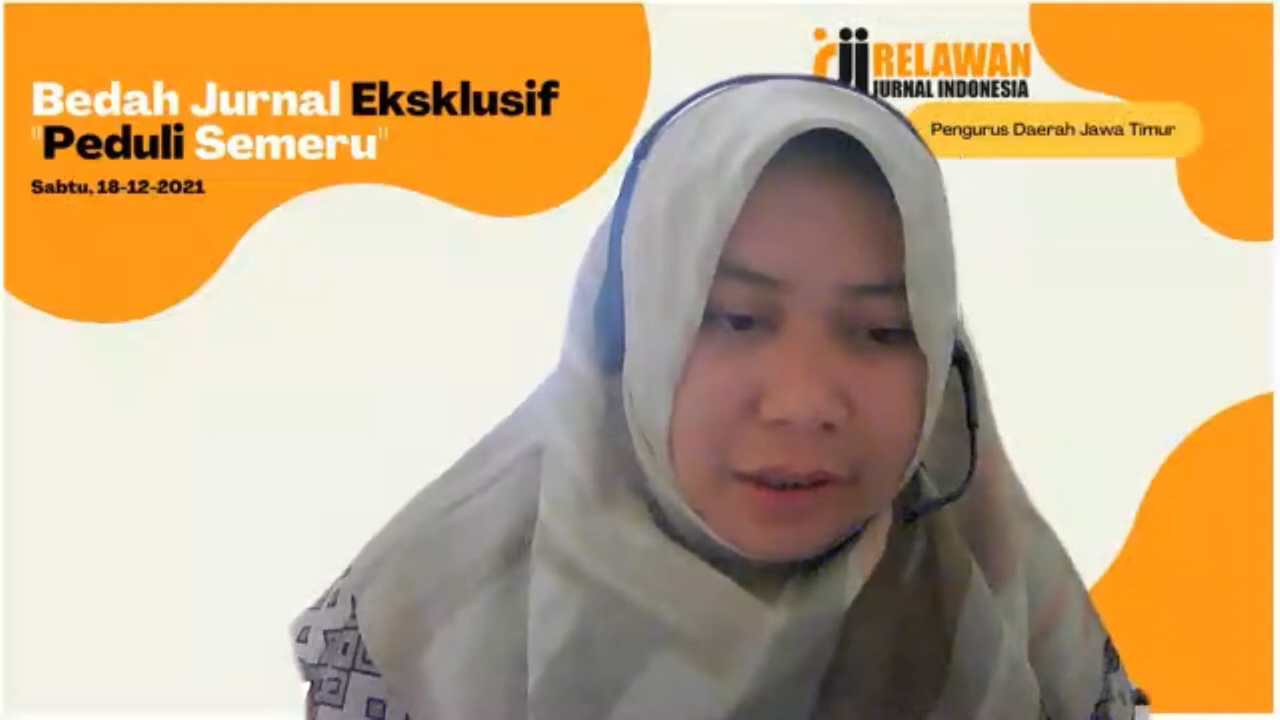 Bedah Jurnal Eksklusif
"Peduli Semeru"
Sabtu, 18-12-2021
RELAWAN
JURNAL INDONESIA
Pengurus Daerah Jawa Timur